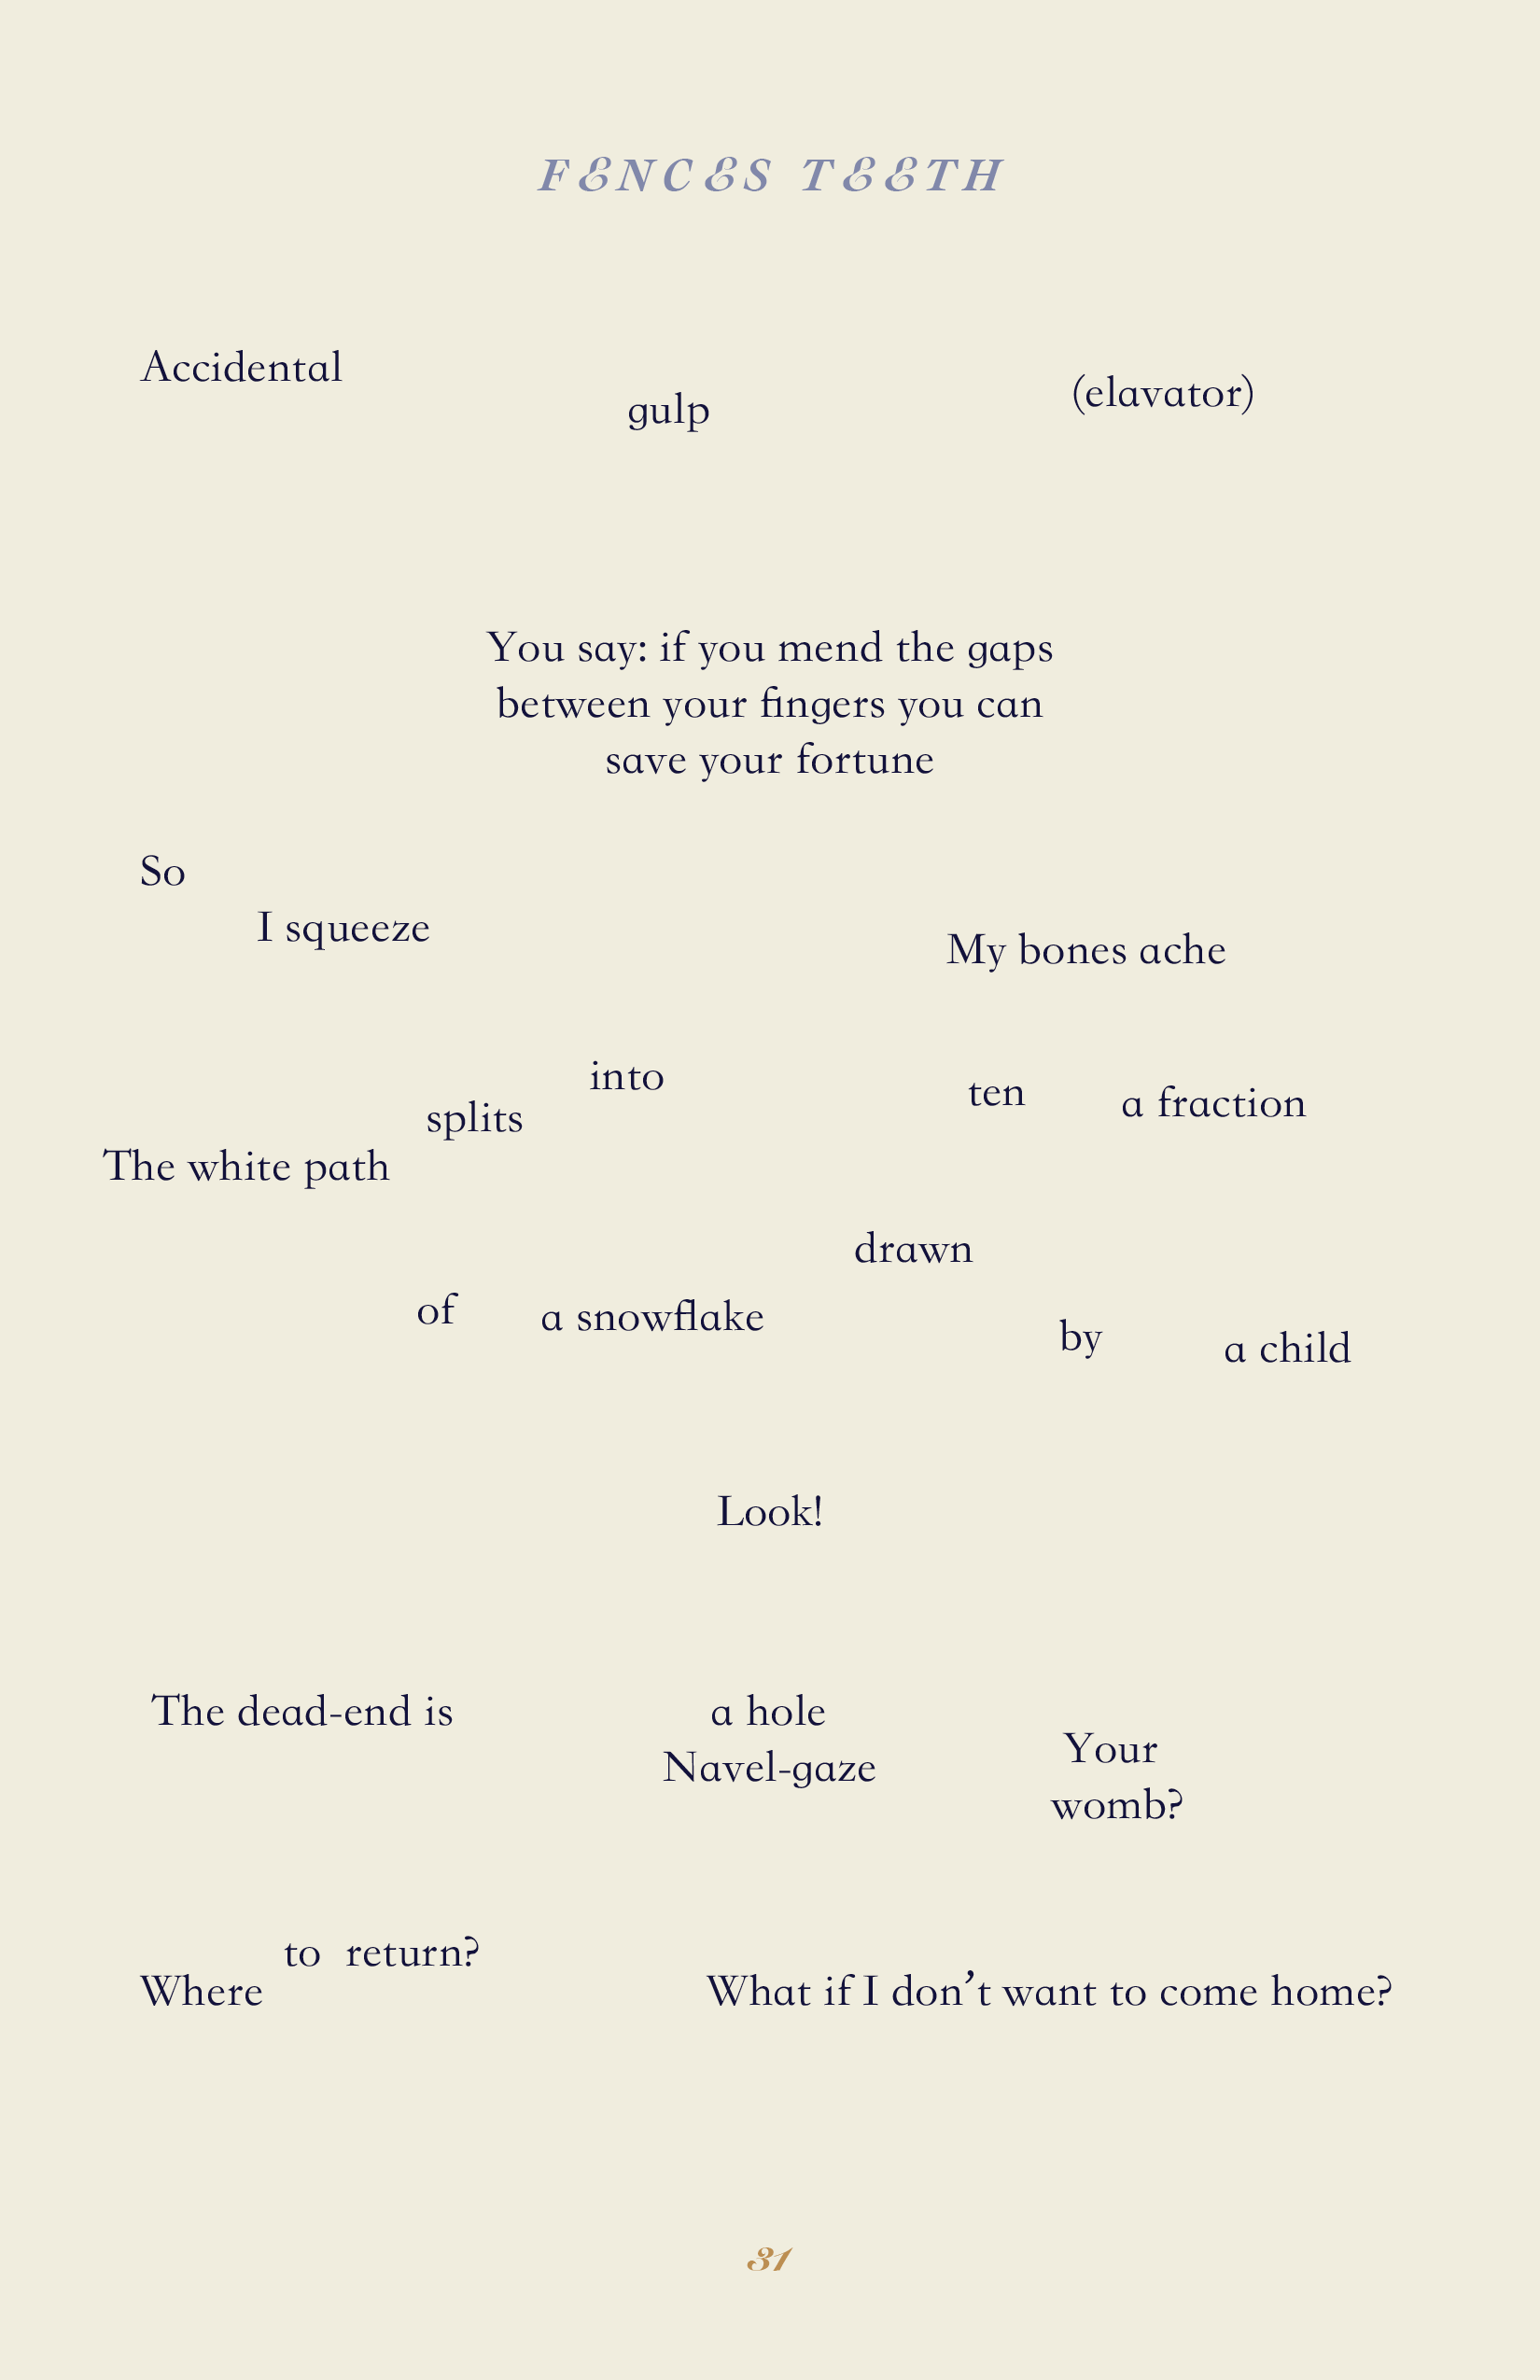 FENCES TEETH
Accidental gulp (elavator)
You say: if you mend the gaps
between your fingers you can
save your fortune
So
I squeeze
My bones ache
The white path splits into ten a fraction
of a snowflake drawn by a child
Look!
The dead-end is a hole
Navel-gaze
Your
womb?
Where to return?
What if I don’t want to come home?
31